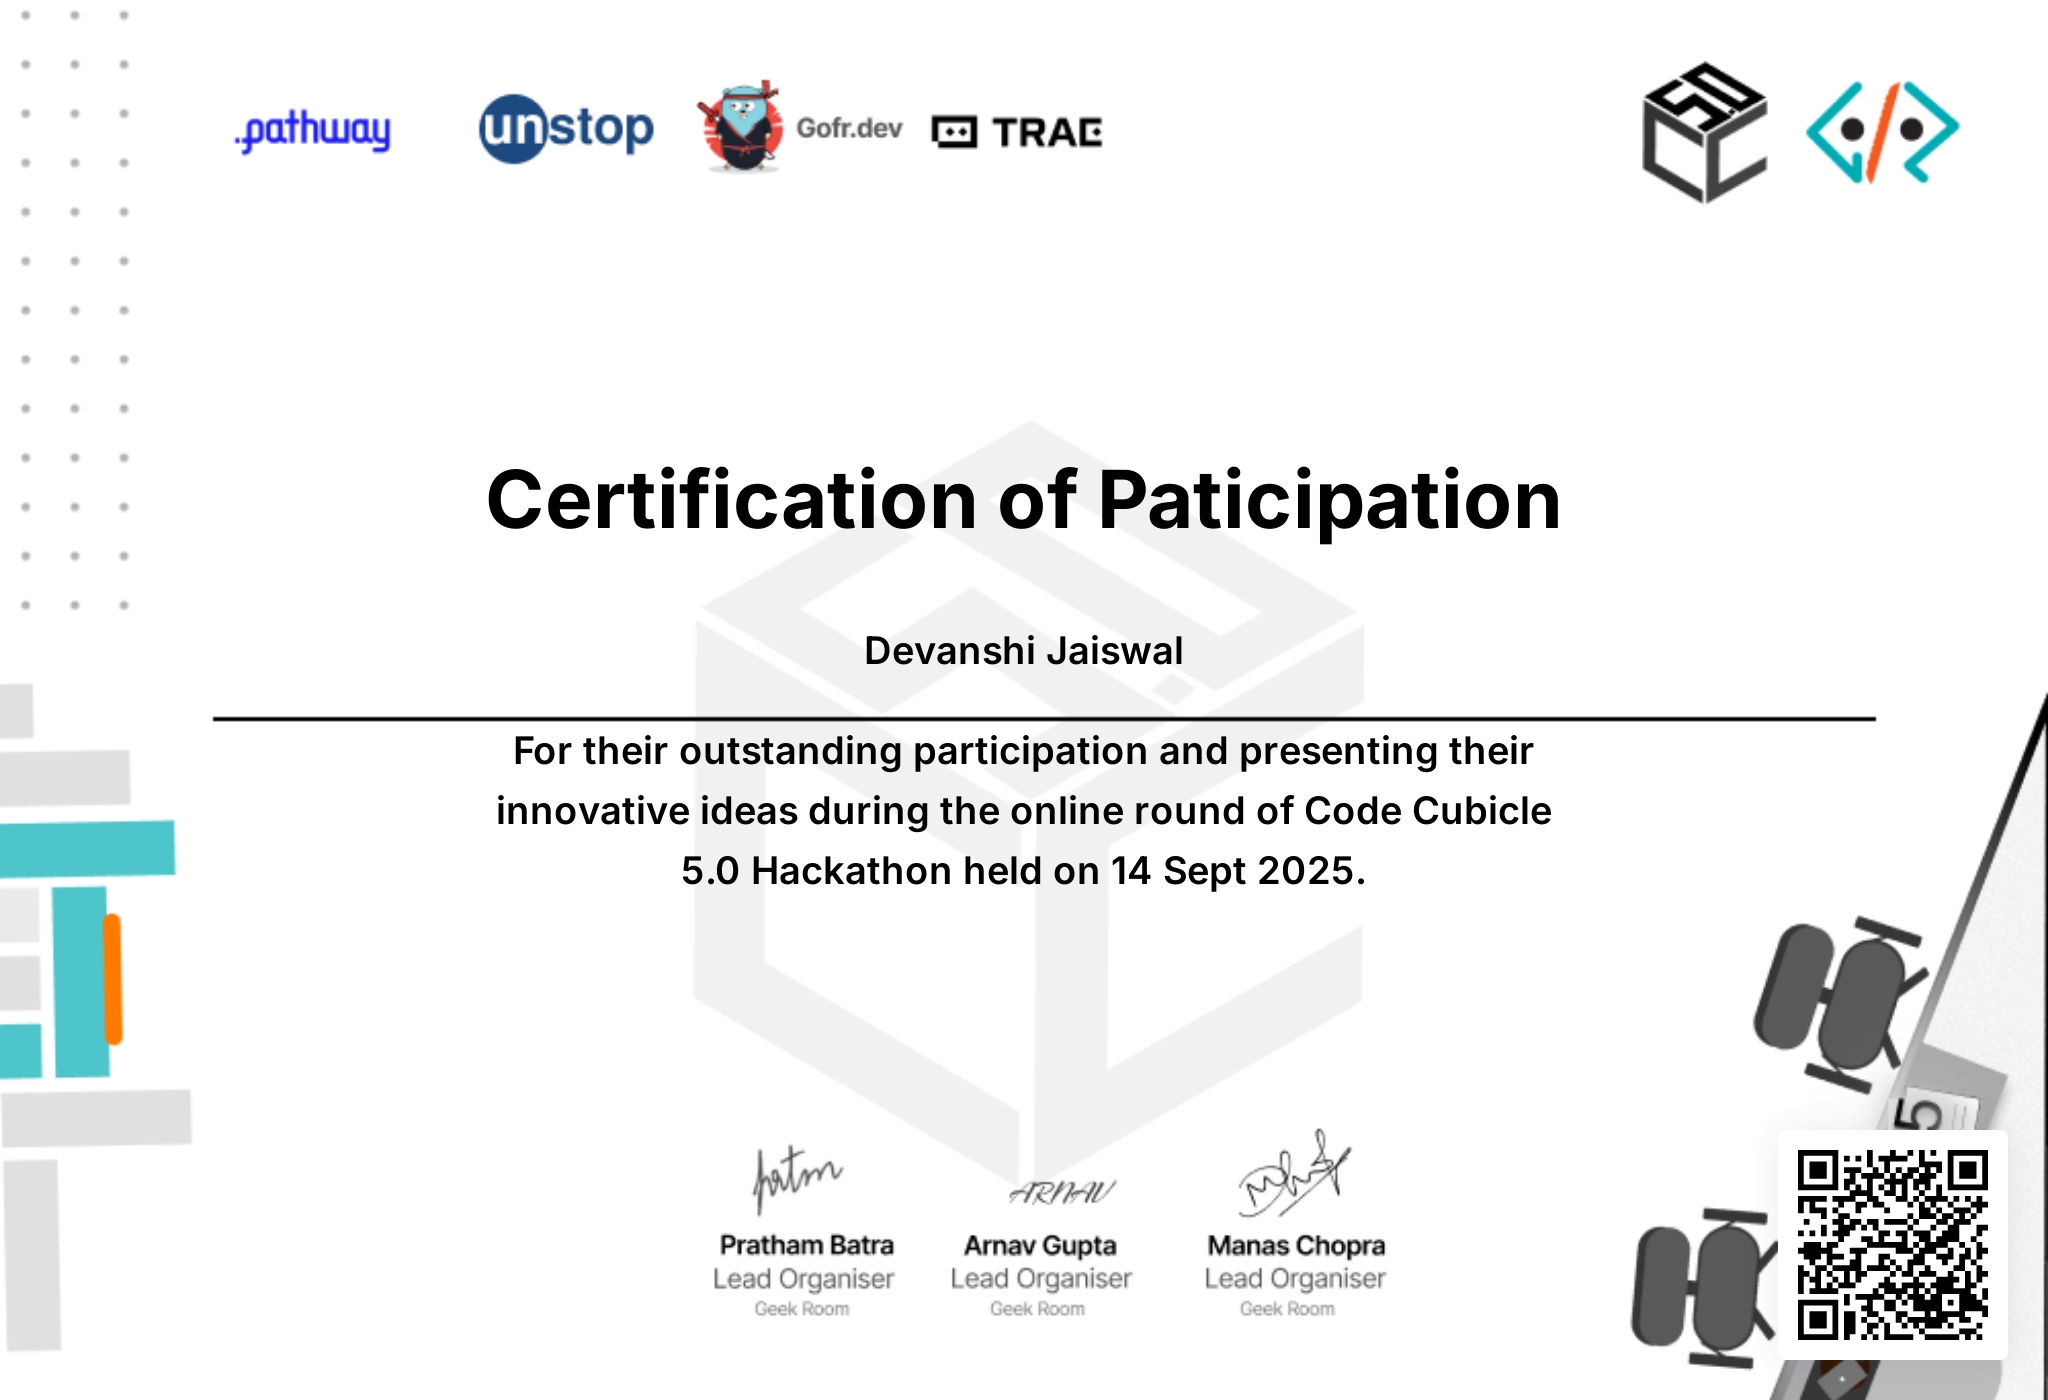 .pathway
unstop
Gofr.dev
TRAE
Certification of Paticipation
Devanshi Jaiswal
For their outstanding participation and presenting their
innovative ideas during the online round of Code Cubicle
5.0 Hackathon held on 14 Sept 2025.
Pratham Batra
Arnav Gupta
Manas Chopra
Lead Organiser
Lead Organiser
Lead Organiser
Geek Room
Geek Room
Geek Room
ARNAV
5